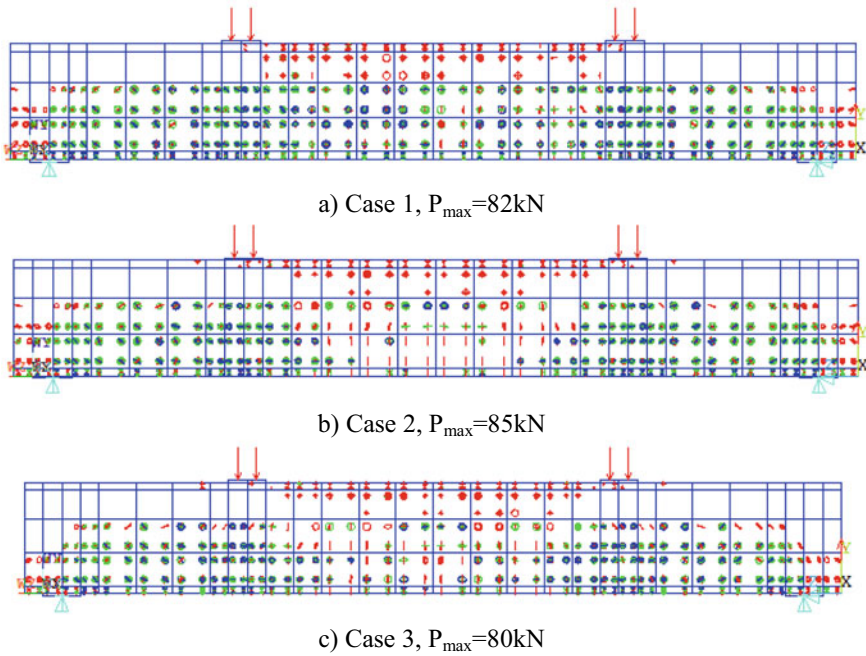 Y
X
a) Case 1, Pmax=82kN
Y
X
b) Case 2, Pmax=85kN
Y
X
c) Case 3, Pmax=80kN